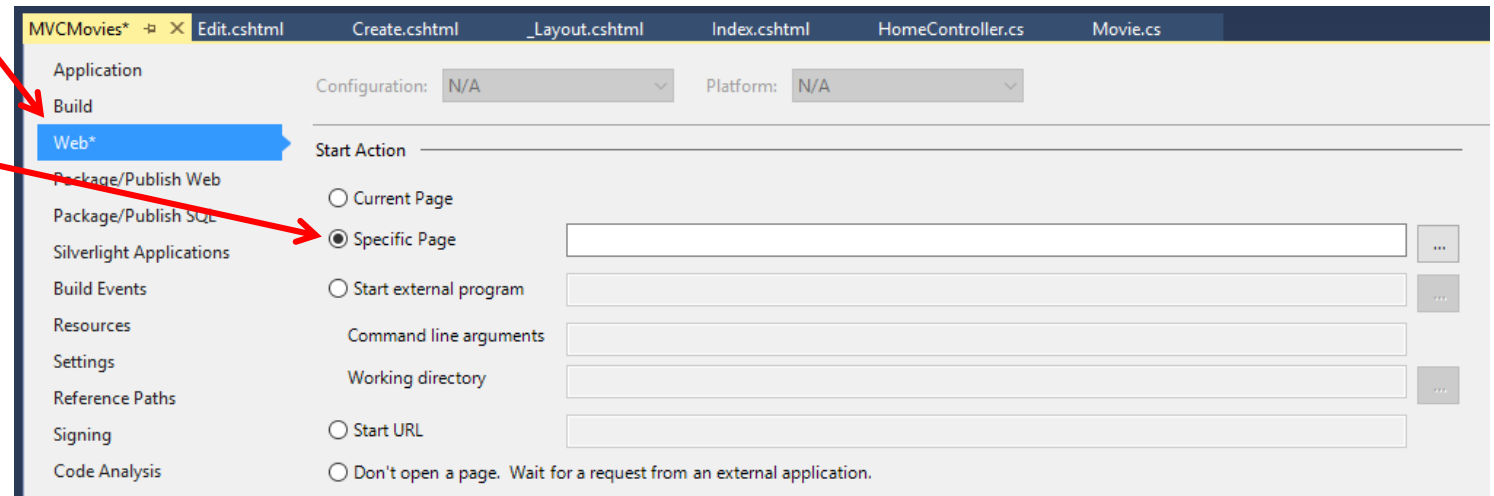 MVCMovies* Edit.cshtml Create.cshtml _Layout.cshtml Index.cshtml HomeController.cs Movie.cs
Application
Build
Web*
Package/Publish Web
Package/Publish SQL
Silverlight Applications
Build Events
Resources
Settings
Reference Paths
Signing
Code Analysis
Configuration: N/A Platform: N/A
Start Action
Current Page
Specific Page ...
Start external program ...
Command line arguments
Working directory ...
Start URL
Don't open a page. Wait for a request from an external application.